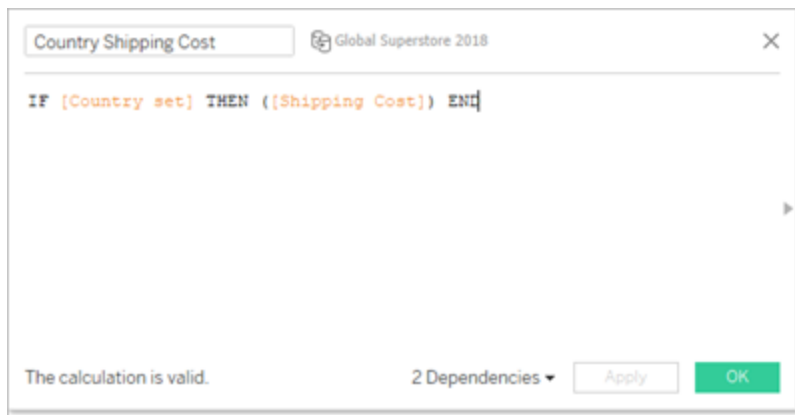 Country Shipping Cost Global Superstore 2018
IF [Country set] THEN ([Shipping Cost]) END
The calculation is valid. 2 Dependencies Apply OK